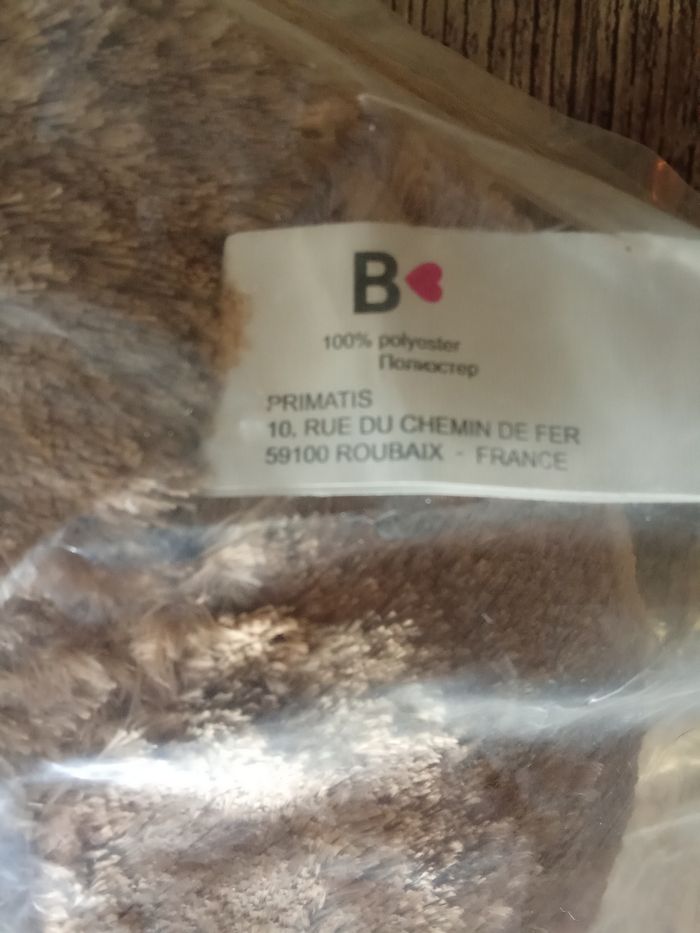 B
100% polyester
Полиэстер
PRIMATIS
10, RUE DU CHEMIN DE FER
59100 ROUBAIX - FRANCE